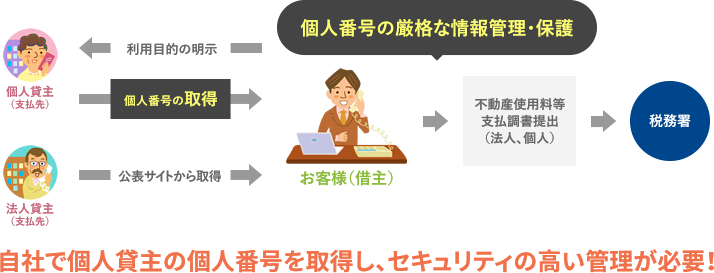 個人番号の厳格な情報管理・保護
利用目的の明示
個人貸主
（支払先）
個人番号の取得
不動産使用料等
支払調書提出
（法人、個人）
税務署
公表サイトから取得
お客様（借主）
法人貸主
（支払先）
自社で個人貸主の個人番号を取得し、セキュリティの高い管理が必要！